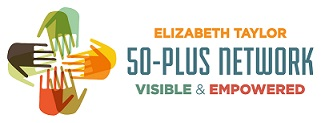 ELIZABETH TAYLOR
50-PLUS NETWORK
VISIBLE & EMPOWERED